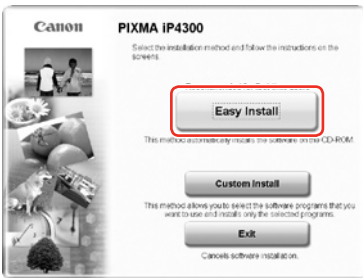 Canon
PIXMA iP4300
Select the installation method and follow the instructions on the
screens.
Easy Install
This method automatically installs the software on the CD-ROM.
Custom Install
This method allows you to select the software programs that you
want to use and installs only the selected programs.
Exit
Cancels software installation.